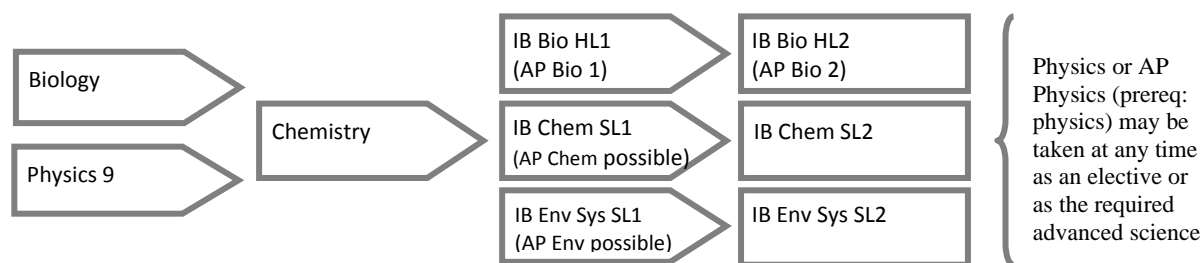 Biology
Physics 9
Chemistry
IB Bio HL1
(AP Bio 1)
IB Chem SL1
(AP Chem possible)
IB Env Sys SL1
(AP Env possible)
IB Bio HL2
(AP Bio 2)
IB Chem SL2
IB Env Sys SL2
Physics or AP
Physics (prereq:
physics) may be
taken at any time
as an elective or
as the required
advanced science